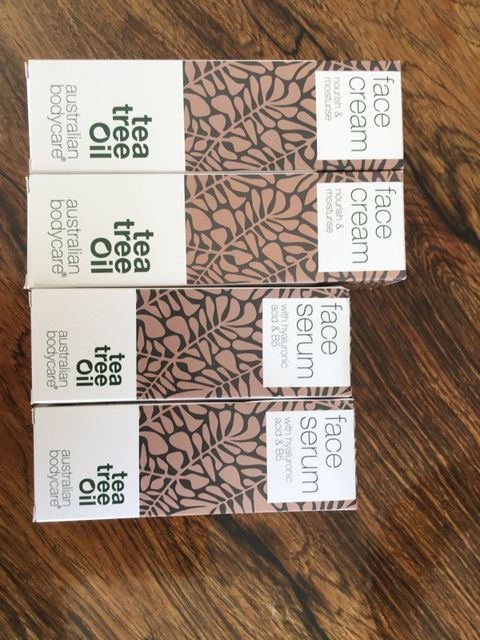 face
cream
nourish &
moisturise
tea
tree
Oil
australian
bodycare®
face
cream
nourish &
moisturise
tea
tree
Oil
australian
bodycare®
face
serum
with hyaluronic
acid & B5
tea
tree
Oil
australian
bodycare®
face
serum
with hyaluronic
acid & B5
tea
tree
Oil
australian
bodycare®